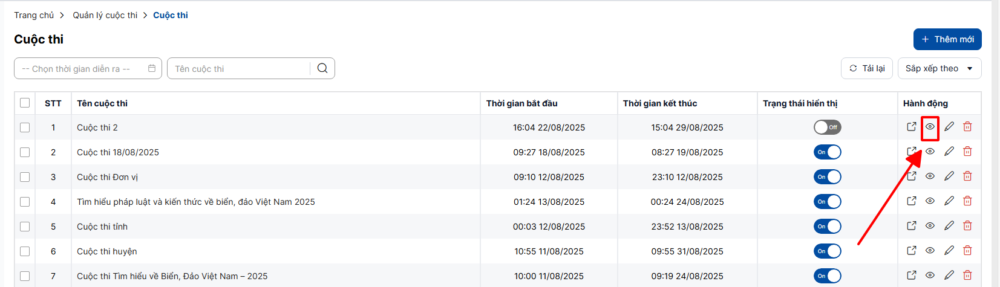 Trang chủ > Quản lý cuộc thi > Cuộc thi
Cuộc thi
+ Thêm mới
-- Chọn thời gian diễn ra --
Tên cuộc thi
Tải lại
Sắp xếp theo
STT Tên cuộc thi Thời gian bắt đầu Thời gian kết thúc Trạng thái hiển thị Hành động
1 Cuộc thi 2 16:04 22/08/2025 15:04 29/08/2025 Off
2 Cuộc thi 18/08/2025 09:27 18/08/2025 08:27 19/08/2025 On
3 Cuộc thi Đơn vị 09:10 12/08/2025 23:10 12/08/2025 On
4 Tìm hiểu pháp luật và kiến thức về biển, đảo Việt Nam 2025 01:24 13/08/2025 00:24 24/08/2025 On
5 Cuộc thi tỉnh 00:03 12/08/2025 23:52 13/08/2025 On
6 Cuộc thi huyện 10:55 11/08/2025 09:55 31/08/2025 On
7 Cuộc thi Tìm hiểu về Biển, Đảo Việt Nam – 2025 10:00 11/08/2025 09:19 24/08/2025 On